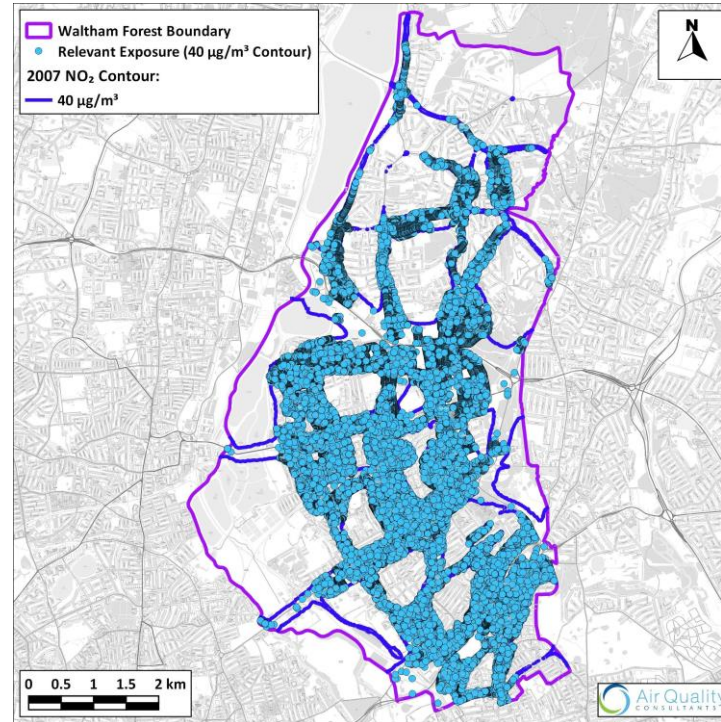 Waltham Forest Boundary
Relevant Exposure (40 µg/m³ Contour)
2007 NO₂ Contour:
40 µg/m³
N
0 0.5 1 1.5 2 km
Air Quality
CONSULTANTS